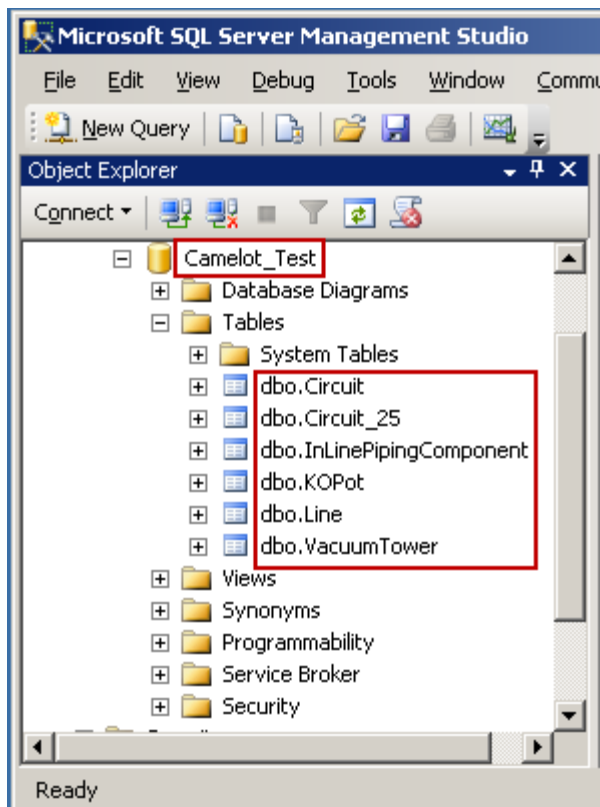 Microsoft SQL Server Management Studio
File Edit View Debug Tools Window Commu
New Query
Object Explorer
Connect
Camelot_Test
Database Diagrams
Tables
System Tables
dbo.Circuit
dbo.Circuit_25
dbo.InLinePipingComponent
dbo.KOPot
dbo.Line
dbo.VacuumTower
Views
Synonyms
Programmability
Service Broker
Security
Ready